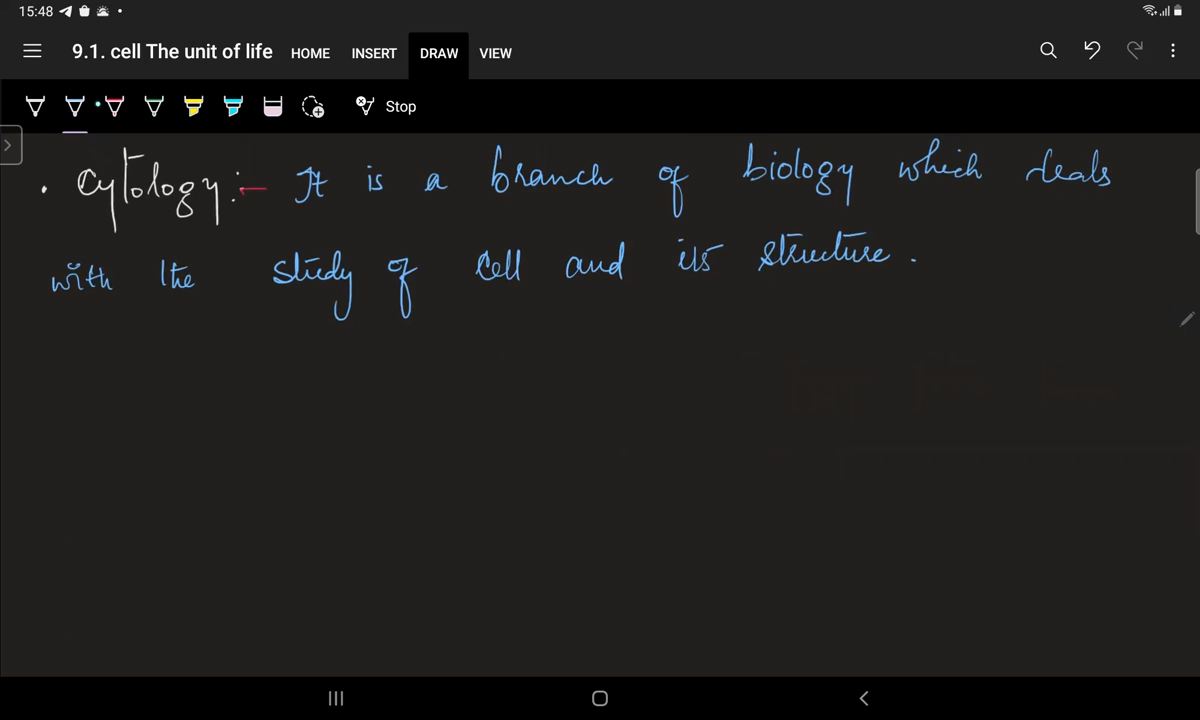 15:48
9.1. cell The unit of life HOME INSERT DRAW VIEW
Stop
. Cytology :- It is a branch of biology which deals
with the study of cell and its structure .